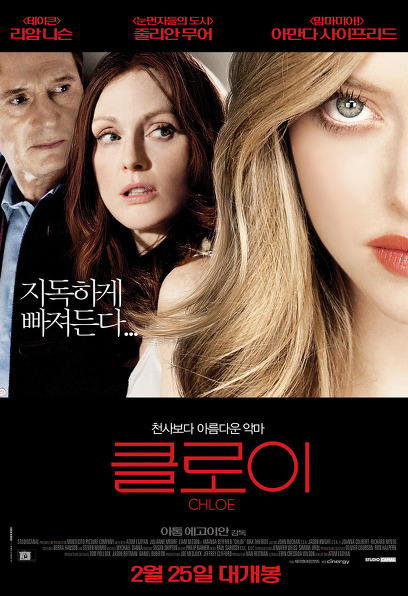 <테이큰> <눈먼자들의 도시> <맘마미아!>
리암 니슨 줄리안 무어 아만다 사이프리드
지독하게
빠져든다...
천사보다 아름다운 악마
클로이
CHLOE
아톰 에고이안 감독
2월 25일 대개봉